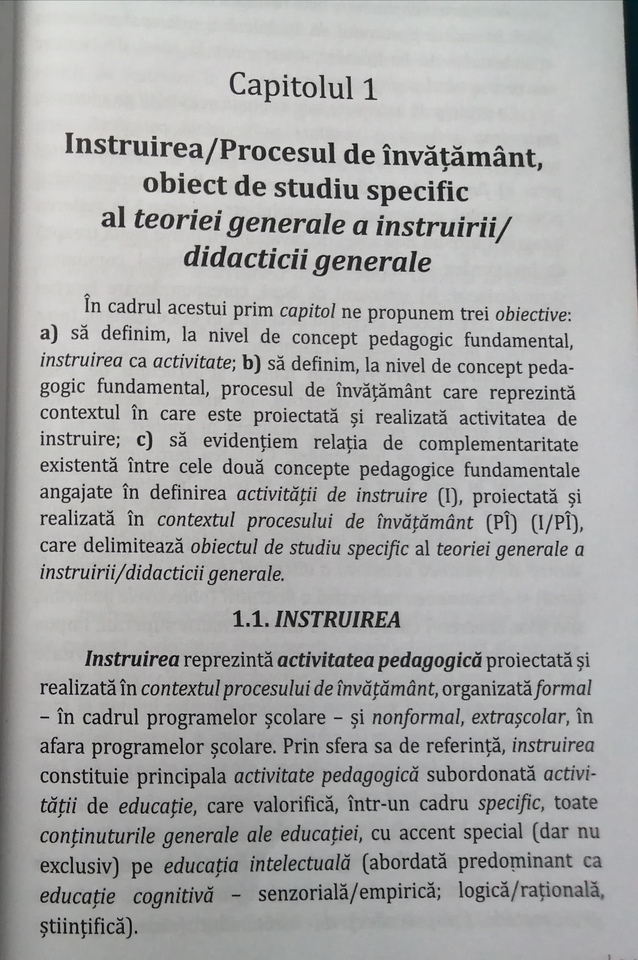 Capitolul 1
Instruirea/Procesul de învățământ,
obiect de studiu specific
al teoriei generale a instruirii/
didacticii generale
În cadrul acestui prim capitol ne propunem trei obiective:
a) să definim, la nivel de concept pedagogic fundamental,
instruirea ca activitate; b) să definim, la nivel de concept peda-
gogic fundamental, procesul de învățământ care reprezintă
contextul în care este proiectată și realizată activitatea de
instruire; c) să evidențiem relația de complementaritate
existentă între cele două concepte pedagogice fundamentale
angajate în definirea activității de instruire (I), proiectată și
realizată în contextul procesului de învățământ (PÎ) (I/PÎ),
care delimitează obiectul de studiu specific al teoriei generale a
instruirii/didacticii generale.
1.1. INSTRUIREA
Instruirea reprezintă activitatea pedagogică proiectată și
realizată în contextul procesului de învățământ, organizată formal
– în cadrul programelor școlare – și nonformal, extrașcolar, în
afara programelor școlare. Prin sfera sa de referință, instruirea
constituie principala activitate pedagogică subordonată activi-
tății de educație, care valorifică, într-un cadru specific, toate
conținuturile generale ale educației, cu accent special (dar nu
exclusiv) pe educația intelectuală (abordată predominant ca
educație cognitivă – senzorială/empirică; logică/rațională,
științifică).